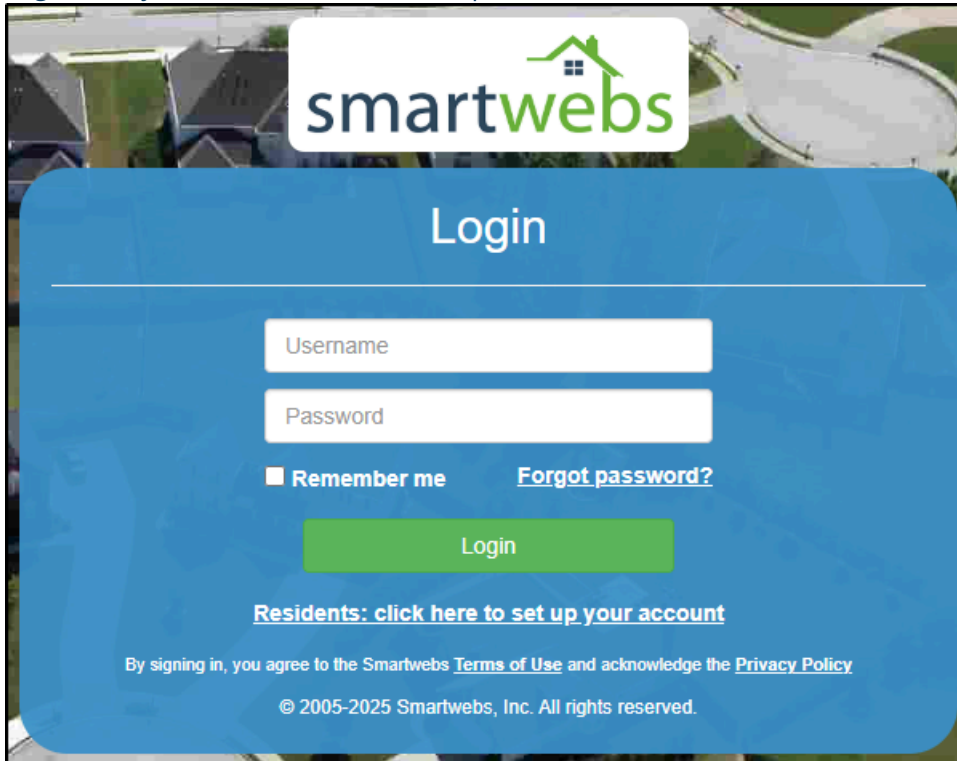 smartwebs
Login
Username
Password
Remember me
Forgot password?
Login
Residents: click here to set up your account
By signing in, you agree to the Smartwebs Terms of Use and acknowledge the Privacy Policy
© 2005-2025 Smartwebs, Inc. All rights reserved.